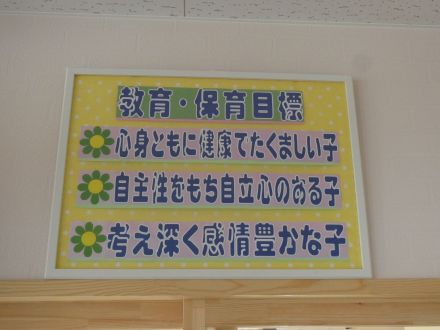 教育・保育目標
心身ともに健康でたくましい子
自主性をもち自立心のある子
考え深く感情豊かな子